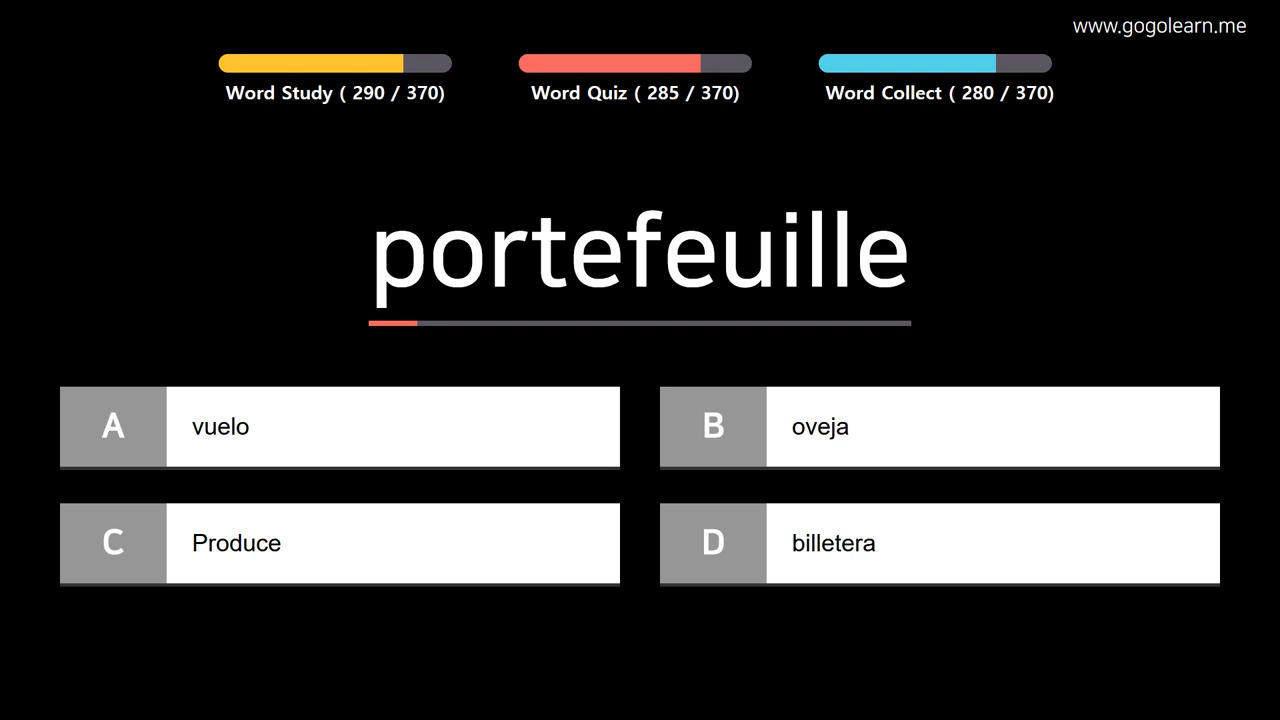 www.gogolearn.me
Word Study ( 290 / 370)
Word Quiz ( 285 / 370)
Word Collect ( 280 / 370)
portefeuille
A vuelo
B oveja
C Produce
D billetera